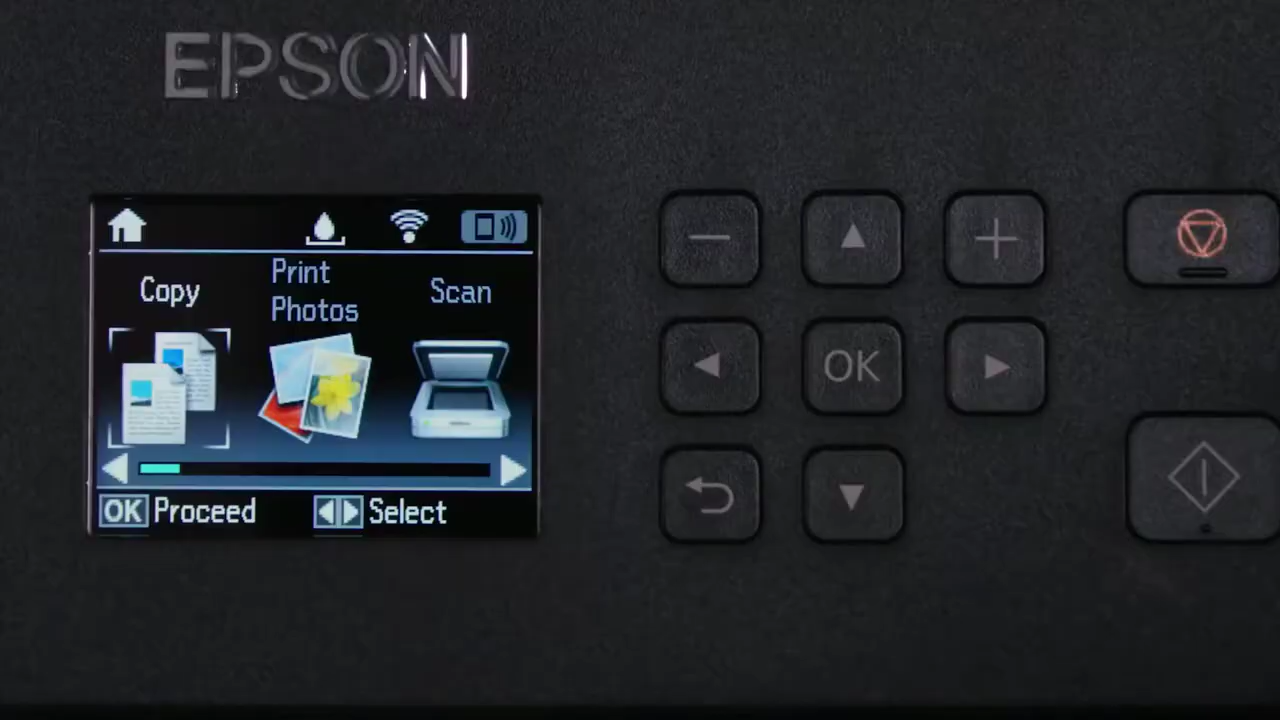 EPSON
Copy
Print
Photos
Scan
OK Proceed
Select
OK